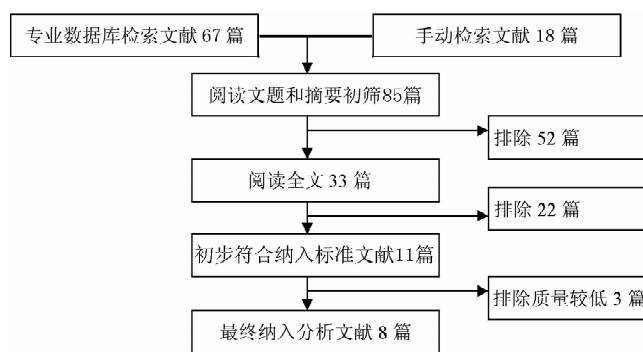 专业数据库检索文献 67 篇
手动检索文献 18 篇
阅读文题和摘要初筛85篇
排除 52 篇
阅读全文 33 篇
排除 22 篇
初步符合纳入标准文献11篇
排除质量较低 3 篇
最终纳入分析文献 8 篇